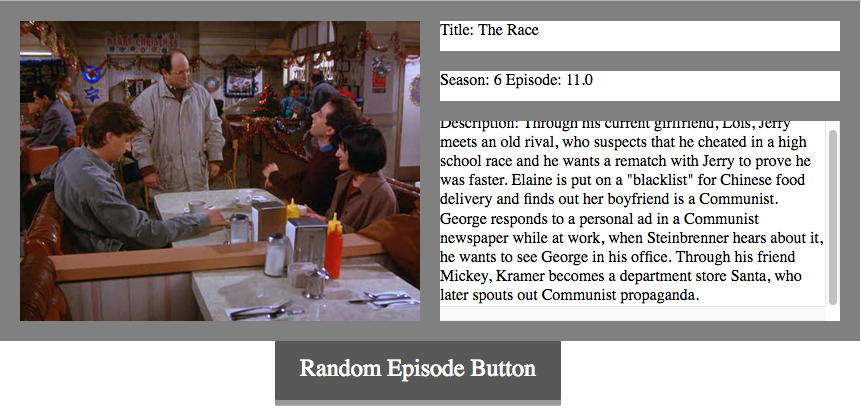 MERRY CHRISTMAS
Title: The Race
Season: 6 Episode: 11.0
Description: Through his current girlfriend, Lois, Jerry
meets an old rival, who suspects that he cheated in a high
school race and he wants a rematch with Jerry to prove he
was faster. Elaine is put on a "blacklist" for Chinese food
delivery and finds out her boyfriend is a Communist.
George responds to a personal ad in a Communist
newspaper while at work, when Steinbrenner hears about it,
he wants to see George in his office. Through his friend
Mickey, Kramer becomes a department store Santa, who
later spouts out Communist propaganda.
Random Episode Button